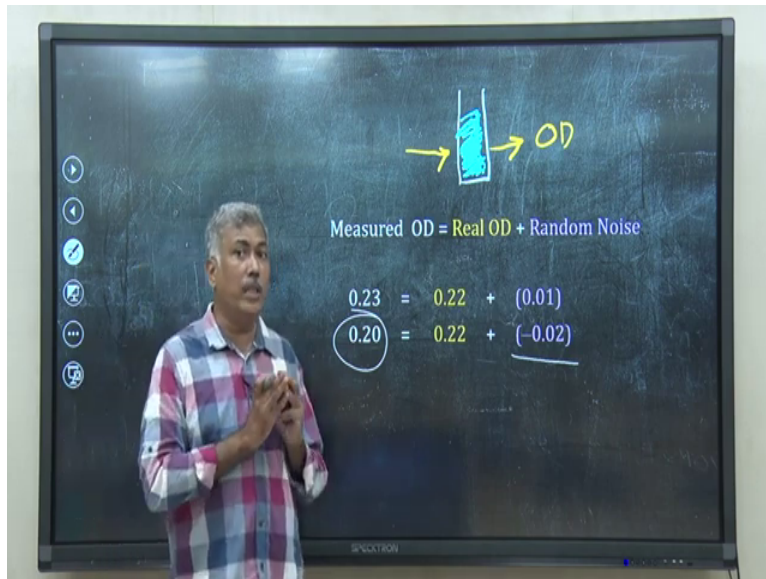 OD
Measured OD = Real OD + Random Noise
0.23 = 0.22 + (0.01)
0.20 = 0.22 + (–0.02)
SPECKTRON